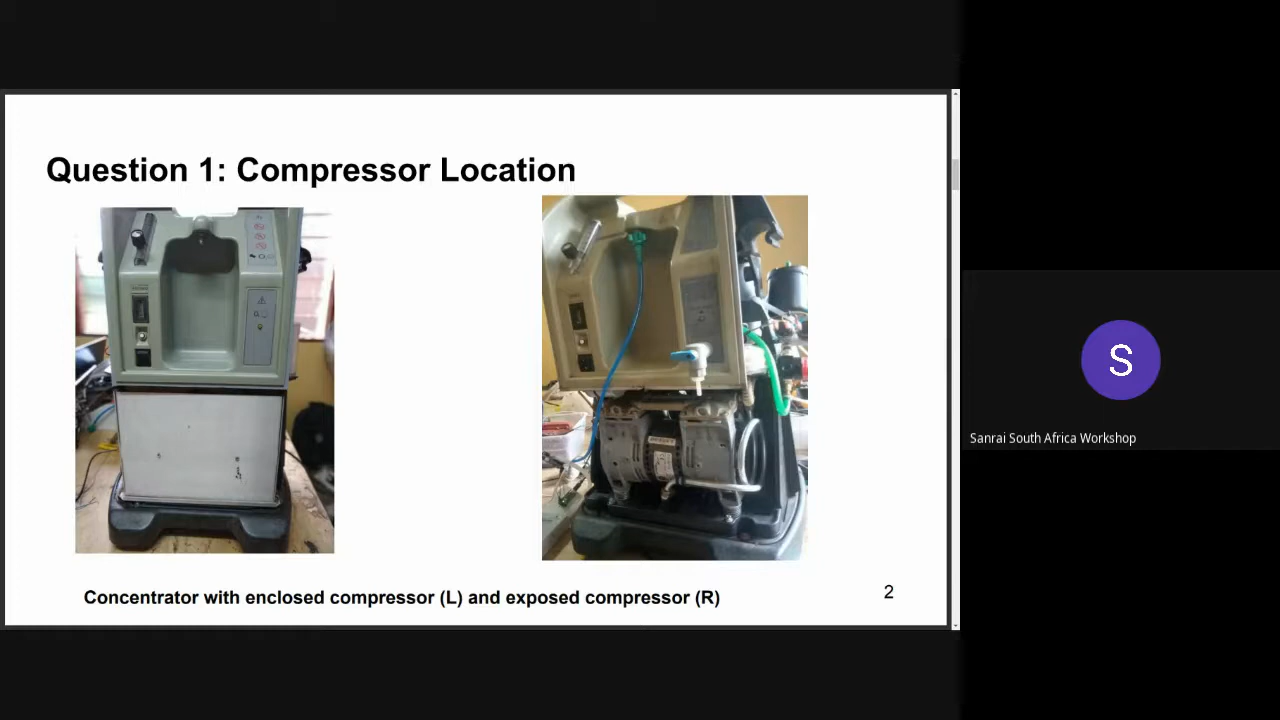 Question 1: Compressor Location
Concentrator with enclosed compressor (L) and exposed compressor (R)
2
S
Sanrai South Africa Workshop